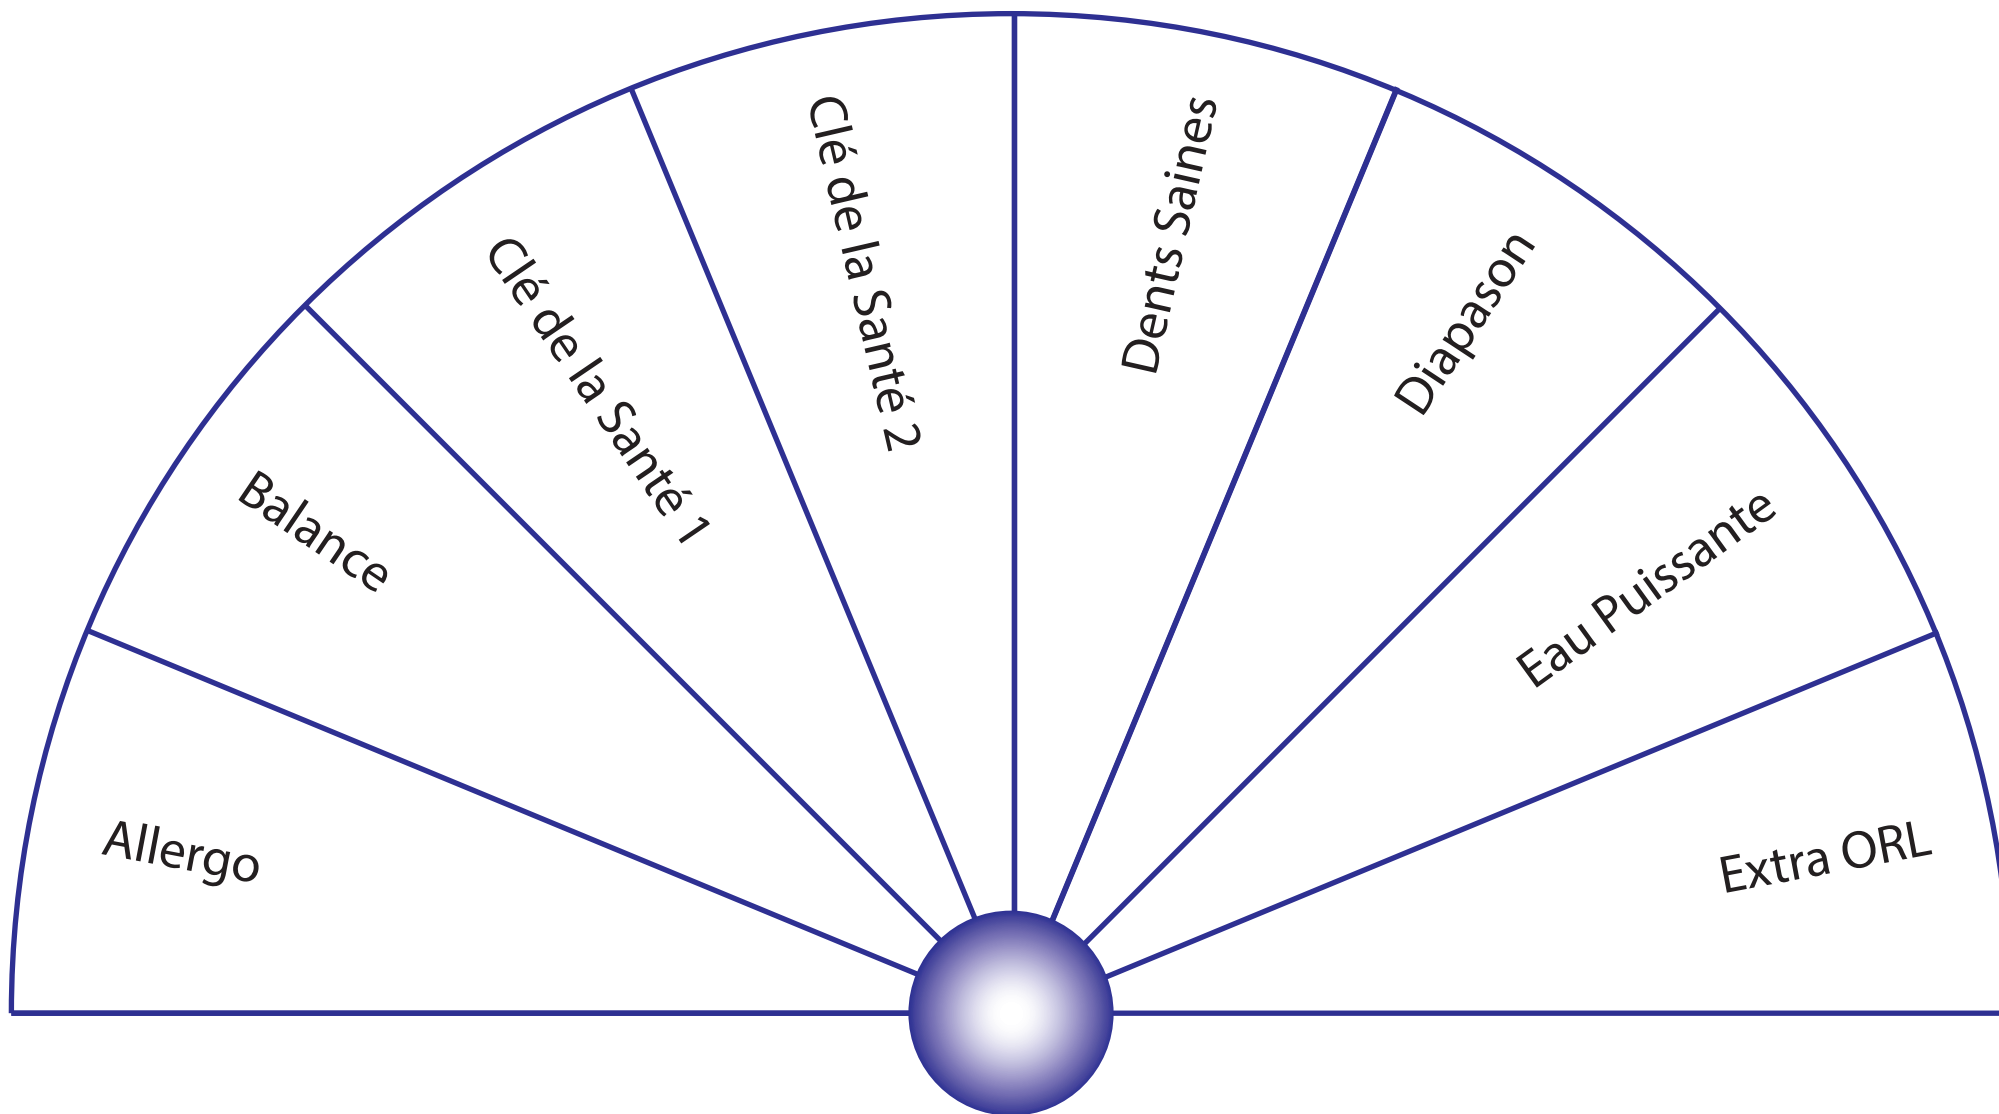 Allergo
Balance
Clé de la Santé 1
Clé de la Santé 2
Dents Saines
Diapason
Eau Puissante
Extra ORL